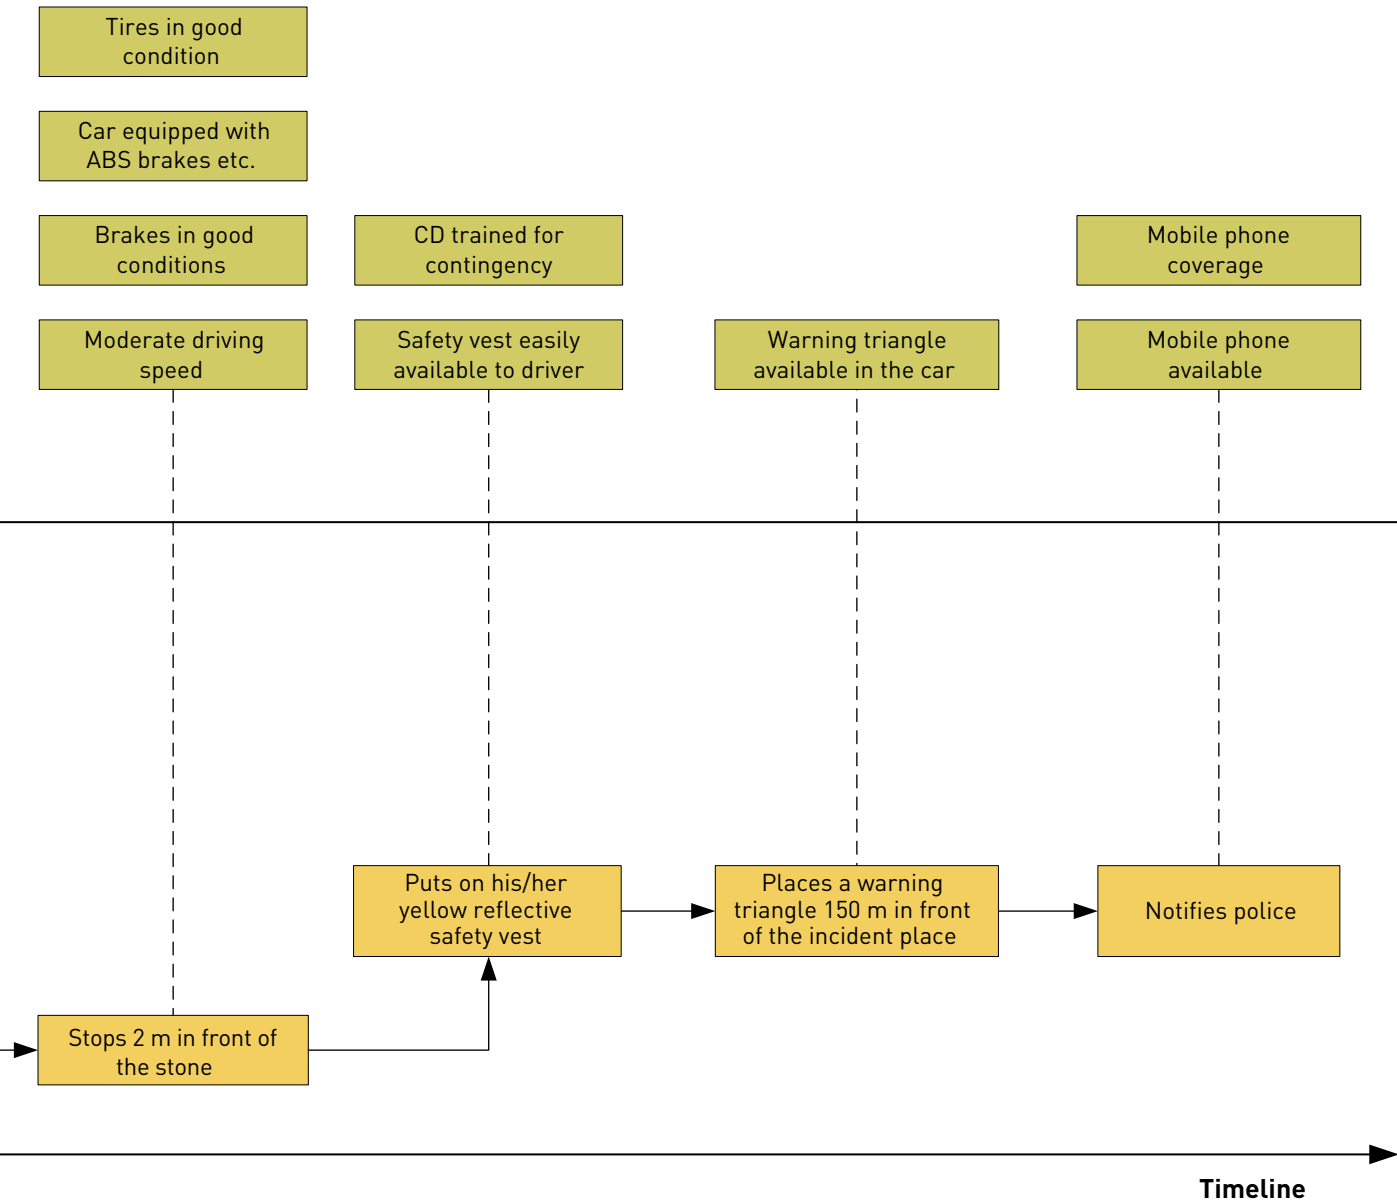 Tires in good
condition
Car equipped with
ABS brakes etc.
Brakes in good
conditions
CD trained for
contingency
Mobile phone
coverage
Moderate driving
speed
Safety vest easily
available to driver
Warning triangle
available in the car
Mobile phone
available
Puts on his/her
yellow reflective
safety vest
Places a warning
triangle 150 m in front
of the incident place
Notifies police
Stops 2 m in front of
the stone
Timeline